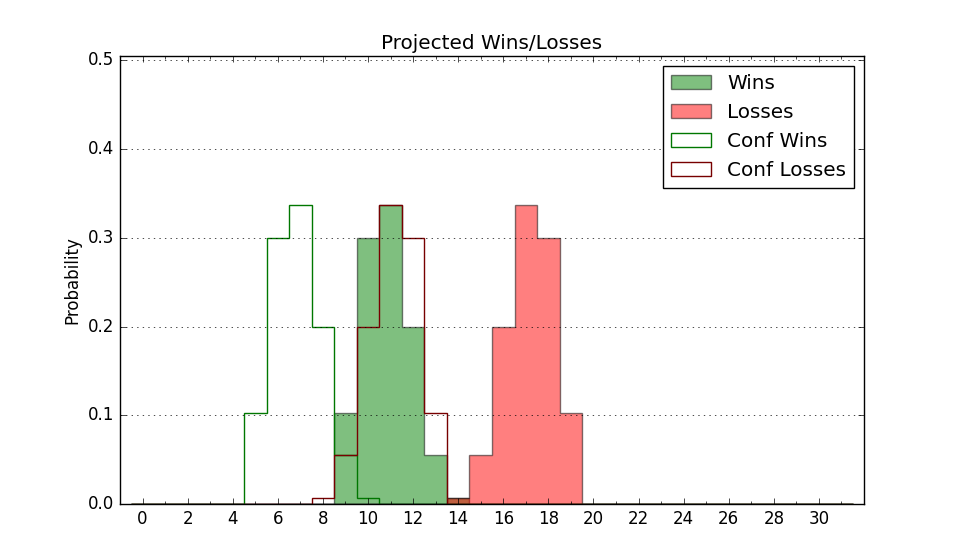 Projected Wins/Losses
Probability
0.5
0.4
0.3
0.2
0.1
0.0
0 2 4 6 8 10 12 14 16 18 20 22 24 26 28 30
Wins
Losses
Conf Wins
Conf Losses